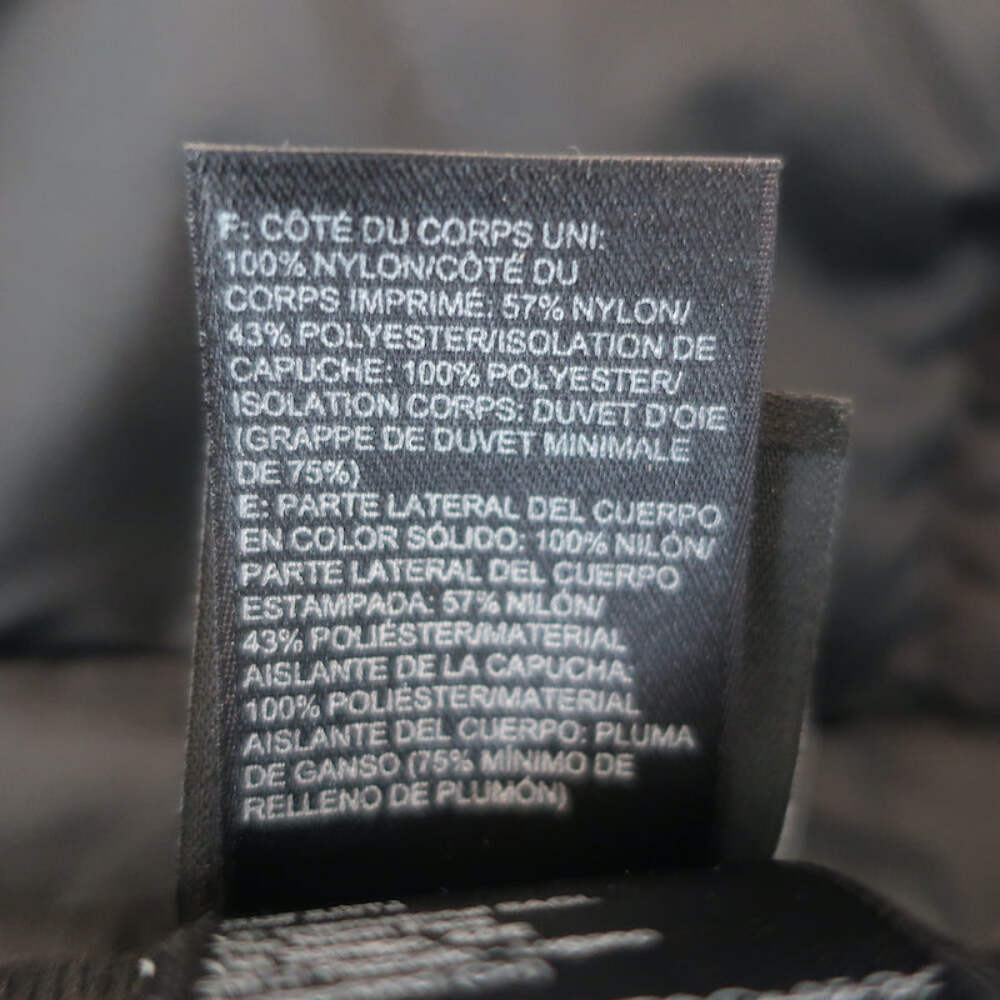 F: CÔTÉ DU CORPS UNI:
100% NYLON/CÔTÉ DU
CORPS IMPRIMÉ: 57% NYLON/
43% POLYESTER/ISOLATION DE
CAPUCHE: 100% POLYESTER/
ISOLATION CORPS: DUVET D'OIE
(GRAPPE DE DUVET MINIMALE
DE 75%)
E: PARTE LATERAL DEL CUERPO
EN COLOR SÓLIDO: 100% NILÓN/
PARTE LATERAL DEL CUERPO
ESTAMPADA: 57% NILÓN/
43% POLIÉSTER/MATERIAL
AISLANTE DE LA CAPUCHA:
100% POLIÉSTER/MATERIAL
AISLANTE DEL CUERPO: PLUMA
DE GANSO (75% MÍNIMO DE
RELLENO DE PLUMÓN)